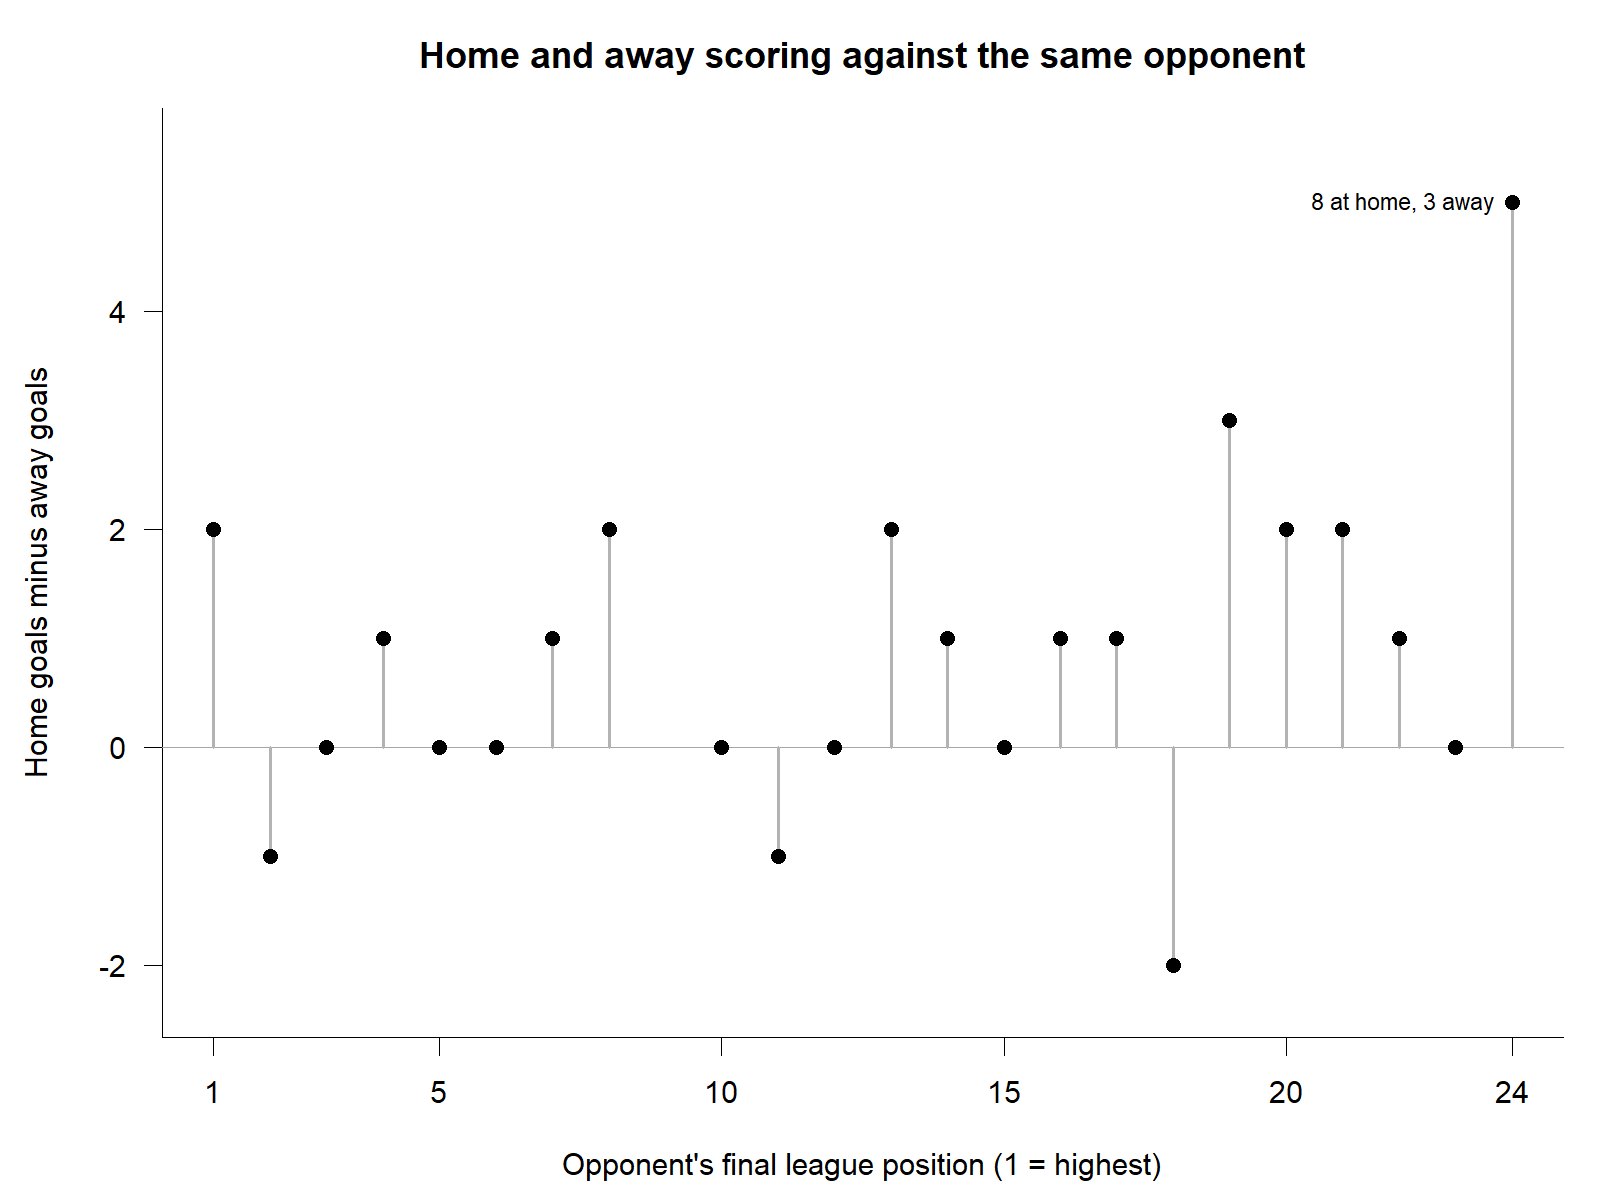 Home and away scoring against the same opponent
8 at home, 3 away
4
2
0
-2
Home goals minus away goals
1 5 10 15 20 24
Opponent's final league position (1 = highest)